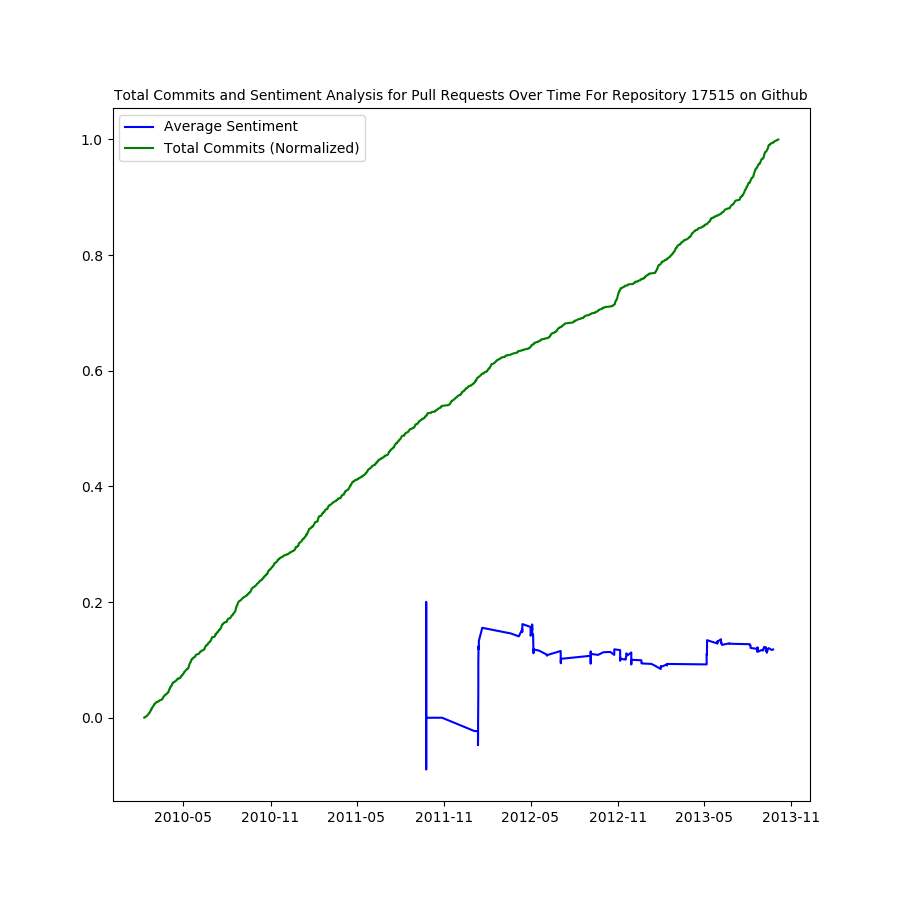 Total Commits and Sentiment Analysis for Pull Requests Over Time For Repository 17515 on Github
Average Sentiment
Total Commits (Normalized)
1.0
0.8
0.6
0.4
0.2
0.0
2010-05 2010-11 2011-05 2011-11 2012-05 2012-11 2013-05 2013-11